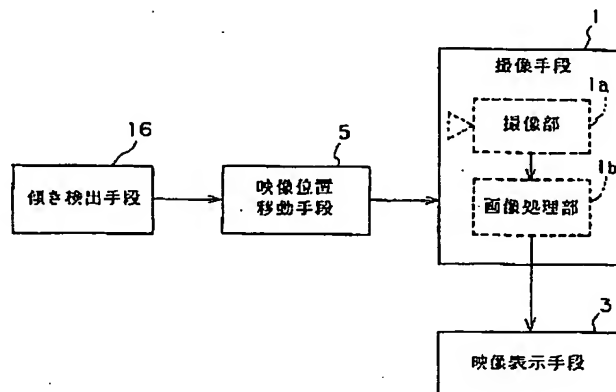 1
撮像手段
1a
撮像部
16
5
1b
傾き検出手段
映像位置
移動手段
画像処理部
3
映像表示手段